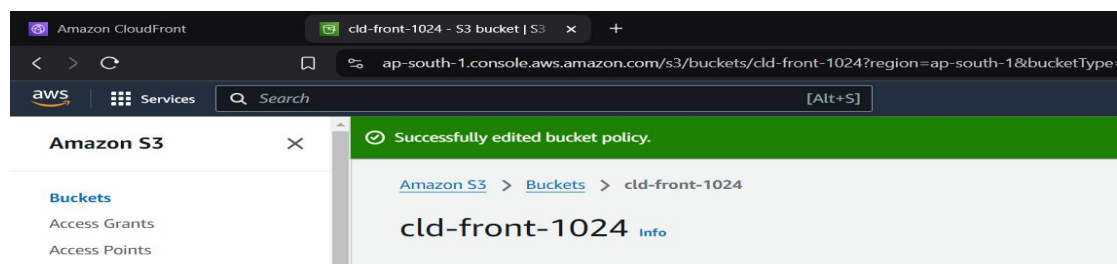 Amazon CloudFront
cld-front-1024 - S3 bucket | S3
ap-south-1.console.aws.amazon.com/s3/buckets/cld-front-1024?region=ap-south-1&bucketType=
aws Services Search [Alt+S]
Amazon S3
Successfully edited bucket policy.
Amazon S3 > Buckets > cld-front-1024
Buckets
cld-front-1024 Info
Access Grants
Access Points